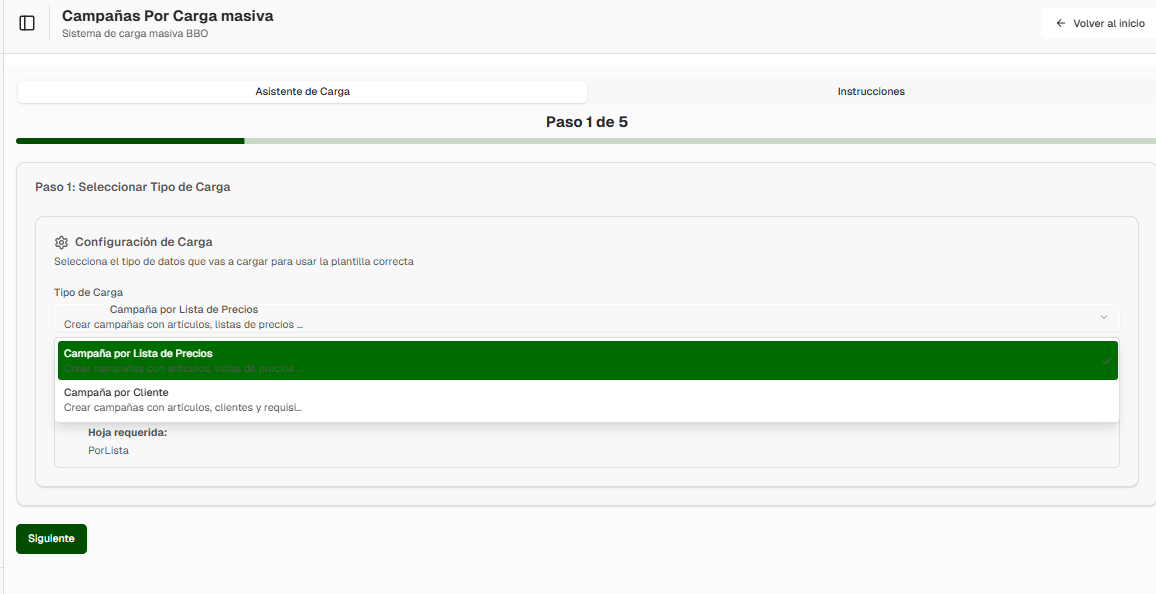 Campañas Por Carga masiva
Sistema de carga masiva BBO
Volver al inicio
Asistente de Carga
Instrucciones
Paso 1 de 5
Paso 1: Seleccionar Tipo de Carga
Configuración de Carga
Selecciona el tipo de datos que vas a cargar para usar la plantilla correcta
Tipo de Carga
Campaña por Lista de Precios
Crear campañas con artículos, listas de precios ...
Campaña por Lista de Precios
Crear campañas con artículos, listas de precios ...
Campaña por Cliente
Crear campañas con artículos, clientes y requisi...
Hoja requerida:
PorLista
Siguiente